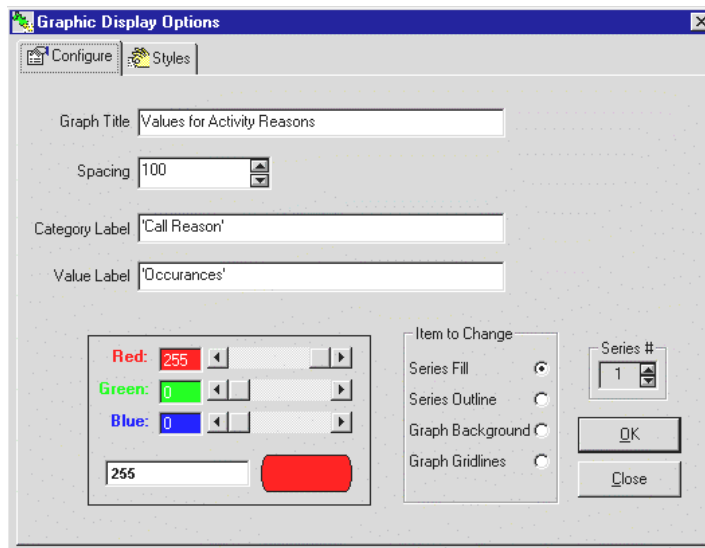 Graphic Display Options
Configure
Styles
Graph Title Values for Activity Reasons
Spacing 100
Category Label 'Call Reason'
Value Label 'Occurances'
Red: 255
Green: 0
Blue: 0
255
Item to Change
Series Fill
Series Outline
Graph Background
Graph Gridlines
Series #
1
OK
Close